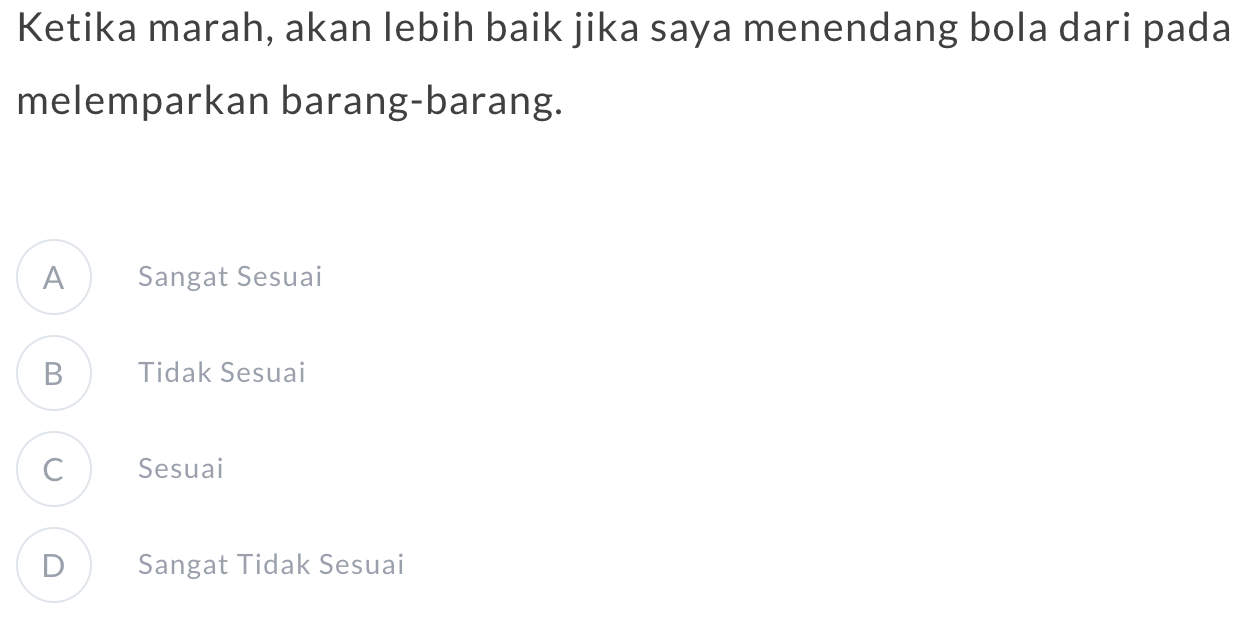 Ketika marah, akan lebih baik jika saya menendang bola dari pada
melemparkan barang-barang.
A Sangat Sesuai
B Tidak Sesuai
C Sesuai
D Sangat Tidak Sesuai